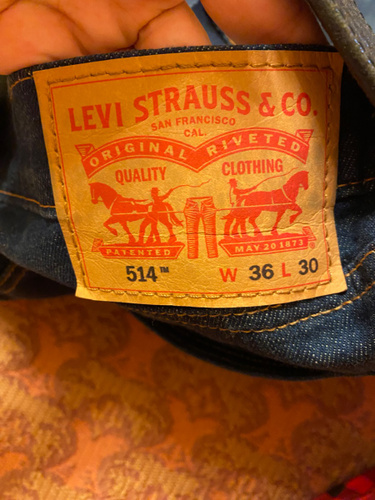 LEVI STRAUSS & CO.
SAN FRANCISCO
CAL.
ORIGINAL RIVETED
QUALITY CLOTHING
PATENTED MAY 20 1873
514™ W 36 L 30